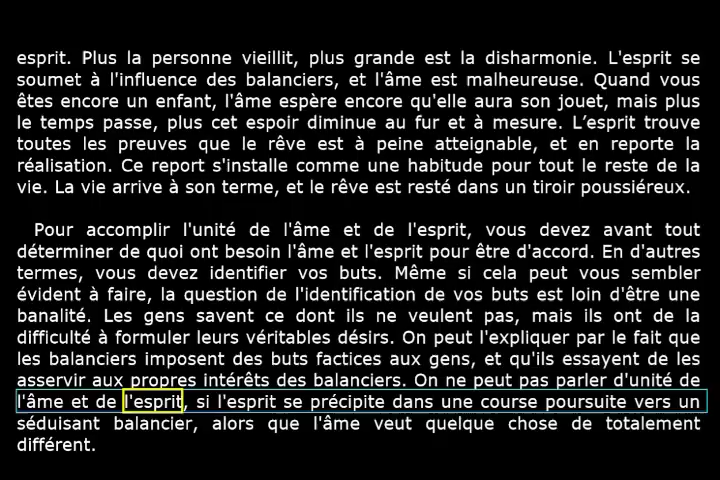 esprit. Plus la personne vieillit, plus grande est la disharmonie. L'esprit se
soumet à l'influence des balanciers, et l'âme est malheureuse. Quand vous
êtes encore un enfant, l'âme espère encore qu'elle aura son jouet, mais plus
le temps passe, plus cet espoir diminue au fur et à mesure. L’esprit trouve
toutes les preuves que le rêve est à peine atteignable, et en reporte la
réalisation. Ce report s'installe comme une habitude pour tout le reste de la
vie. La vie arrive à son terme, et le rêve est resté dans un tiroir poussiéreux.
Pour accomplir l'unité de l'âme et de l'esprit, vous devez avant tout
déterminer de quoi ont besoin l'âme et l'esprit pour être d'accord. En d'autres
termes, vous devez identifier vos buts. Même si cela peut vous sembler
évident à faire, la question de l'identification de vos buts est loin d'être une
banalité. Les gens savent ce dont ils ne veulent pas, mais ils ont de la
difficulté à formuler leurs véritables désirs. On peut l'expliquer par le fait que
les balanciers imposent des buts factices aux gens, et qu'ils essayent de les
asservir aux propres intérêts des balanciers. On ne peut pas parler d'unité de
l'âme et de l'esprit, si l'esprit se précipite dans une course poursuite vers un
séduisant balancier, alors que l'âme veut quelque chose de totalement
différent.